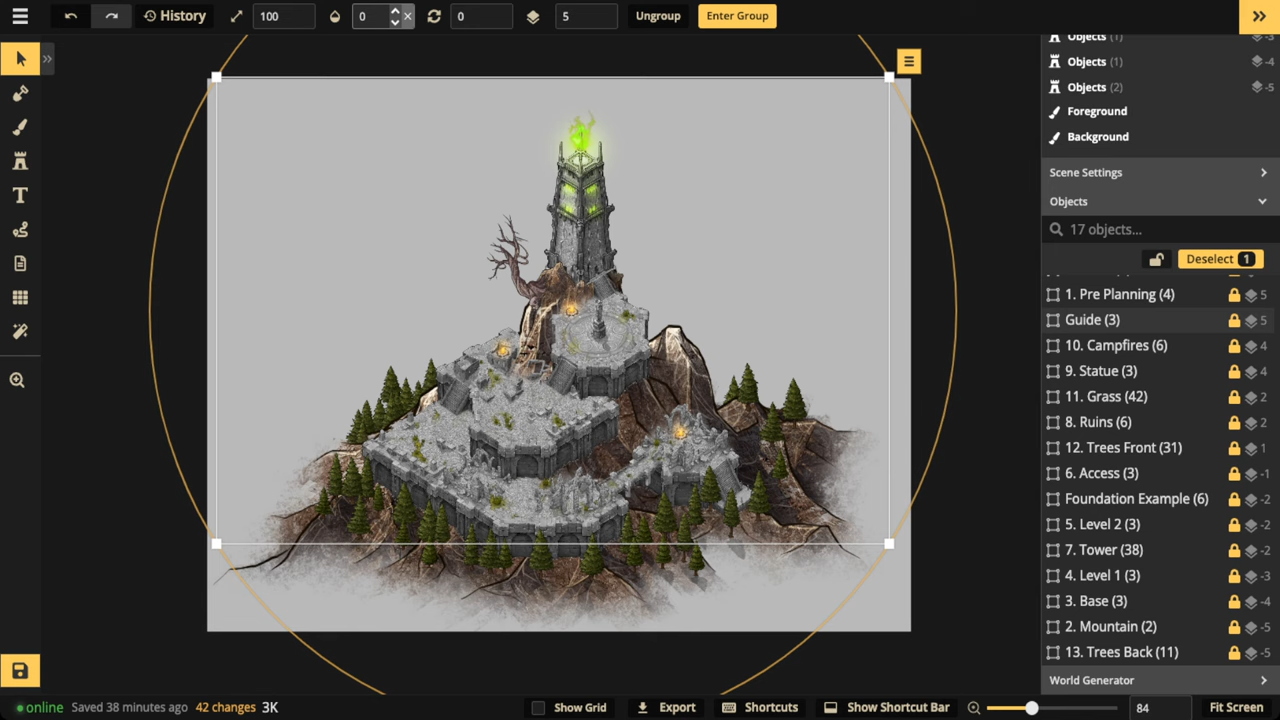 History 100 0 0 5 Ungroup Enter Group
Objects (1) -3
Objects (1) -4
Objects (2) -5
Foreground
Background
Scene Settings
Objects
17 objects...
Deselect 1
1. Pre Planning (4) 5
Guide (3) 5
10. Campfires (6) 4
9. Statue (3) 4
11. Grass (42) 2
8. Ruins (6) 2
12. Trees Front (31) 1
6. Access (3) -1
Foundation Example (6) -2
5. Level 2 (3) -2
7. Tower (38) -2
4. Level 1 (3) -3
3. Base (3) -4
2. Mountain (2) -5
13. Trees Back (11) -5
World Generator
online Saved 38 minutes ago 42 changes 3K Show Grid Export Shortcuts Show Shortcut Bar 84 Fit Screen